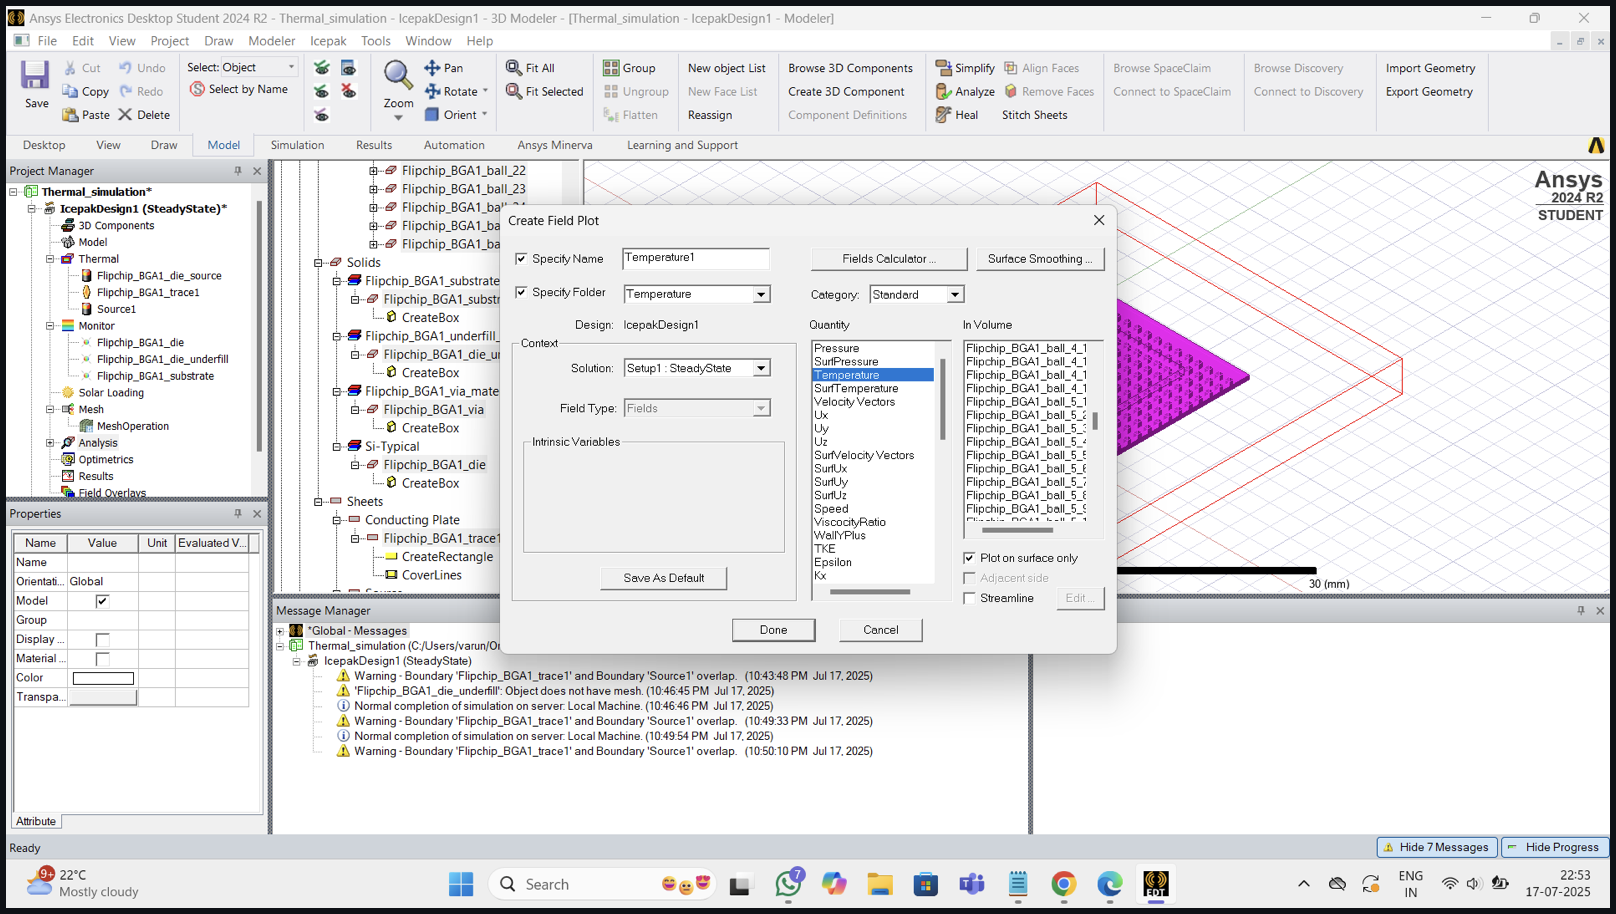 Ansys Electronics Desktop Student 2024 R2 - Thermal_simulation - IcepakDesign1 - 3D Modeler - [Thermal_simulation - IcepakDesign1 - Modeler]
File Edit View Project Draw Modeler Icepak Tools Window Help
Save
Cut
Copy
Paste
Undo
Redo
Delete
Select: Object
Select by Name
Zoom
Pan
Rotate
Orient
Fit All
Fit Selected
Group
Ungroup
Flatten
New object List
New Face List
Reassign
Browse 3D Components
Create 3D Component
Component Definitions
Simplify
Analyze
Heal
Align Faces
Remove Faces
Stitch Sheets
Browse SpaceClaim
Connect to SpaceClaim
Browse Discovery
Connect to Discovery
Import Geometry
Export Geometry
Desktop View Draw Model Simulation Results Automation Ansys Minerva Learning and Support
Project Manager
Thermal_simulation*
IcepakDesign1 (SteadyState)*
3D Components
Model
Thermal
Flipchip_BGA1_die_source
Flipchip_BGA1_trace1
Source1
Monitor
Flipchip_BGA1_die
Flipchip_BGA1_die_underfill
Flipchip_BGA1_substrate
Solar Loading
Mesh
MeshOperation
Analysis
Optimetrics
Results
Field Overlays
Properties
Name Value Unit Evaluated V...
Name
Orientati... Global
Model
Group
Display ...
Material ...
Color
Transpa...
Attribute
Flipchip_BGA1_ball_22
Flipchip_BGA1_ball_23
Flipchip_BGA1_ball_24
Flipchip_BGA1_ba
Flipchip_BGA1_ba
Solids
Flipchip_BGA1_substrate
Flipchip_BGA1_substr
CreateBox
Flipchip_BGA1_underfill_
Flipchip_BGA1_die_un
CreateBox
Flipchip_BGA1_via_mate
Flipchip_BGA1_via
CreateBox
Si-Typical
Flipchip_BGA1_die
CreateBox
Sheets
Conducting Plate
Flipchip_BGA1_trace1
CreateRectangle
CoverLines
Ansys
2024 R2
STUDENT
30 (mm)
Create Field Plot
Specify Name Temperature1
Fields Calculator ...
Surface Smoothing ...
Specify Folder Temperature
Category: Standard
Design: IcepakDesign1
Context
Solution: Setup1 : SteadyState
Field Type: Fields
Intrinsic Variables
Save As Default
Quantity
Pressure
SurfPressure
Temperature
SurfTemperature
Velocity Vectors
Ux
Uy
Uz
SurfVelocity Vectors
SurfUx
SurfUy
SurfUz
Speed
ViscocityRatio
WallYPlus
TKE
Epsilon
Kx
In Volume
Flipchip_BGA1_ball_4_1
Flipchip_BGA1_ball_4_1
Flipchip_BGA1_ball_4_1
Flipchip_BGA1_ball_4_1
Flipchip_BGA1_ball_5_1
Flipchip_BGA1_ball_5_2
Flipchip_BGA1_ball_5_3
Flipchip_BGA1_ball_5_4
Flipchip_BGA1_ball_5_5
Flipchip_BGA1_ball_5_6
Flipchip_BGA1_ball_5_7
Flipchip_BGA1_ball_5_8
Flipchip_BGA1_ball_5_9
Flipchip_BGA1_ball_5_1
Plot on surface only
Adjacent side
Streamline
Edit ...
Done
Cancel
Message Manager
*Global - Messages
Thermal_simulation (C:/Users/varun/On
IcepakDesign1 (SteadyState)
Warning - Boundary 'Flipchip_BGA1_trace1' and Boundary 'Source1' overlap. (10:43:48 PM Jul 17, 2025)
'Flipchip_BGA1_die_underfill': Object does not have mesh. (10:46:45 PM Jul 17, 2025)
Normal completion of simulation on server: Local Machine. (10:46:46 PM Jul 17, 2025)
Warning - Boundary 'Flipchip_BGA1_trace1' and Boundary 'Source1' overlap. (10:49:33 PM Jul 17, 2025)
Normal completion of simulation on server: Local Machine. (10:49:54 PM Jul 17, 2025)
Warning - Boundary 'Flipchip_BGA1_trace1' and Boundary 'Source1' overlap. (10:50:10 PM Jul 17, 2025)
Ready
Hide 7 Messages
Hide Progress
9+
22°C
Mostly cloudy
Search
7
EDT
ENG
IN
22:53
17-07-2025